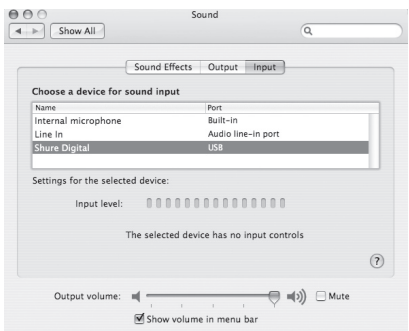 Sound
Show All
Sound Effects Output Input
Choose a device for sound input
Name Port
Internal microphone Built-in
Line In Audio line-in port
Shure Digital USB
Settings for the selected device:
Input level:
The selected device has no input controls
?
Output volume: Mute
Show volume in menu bar